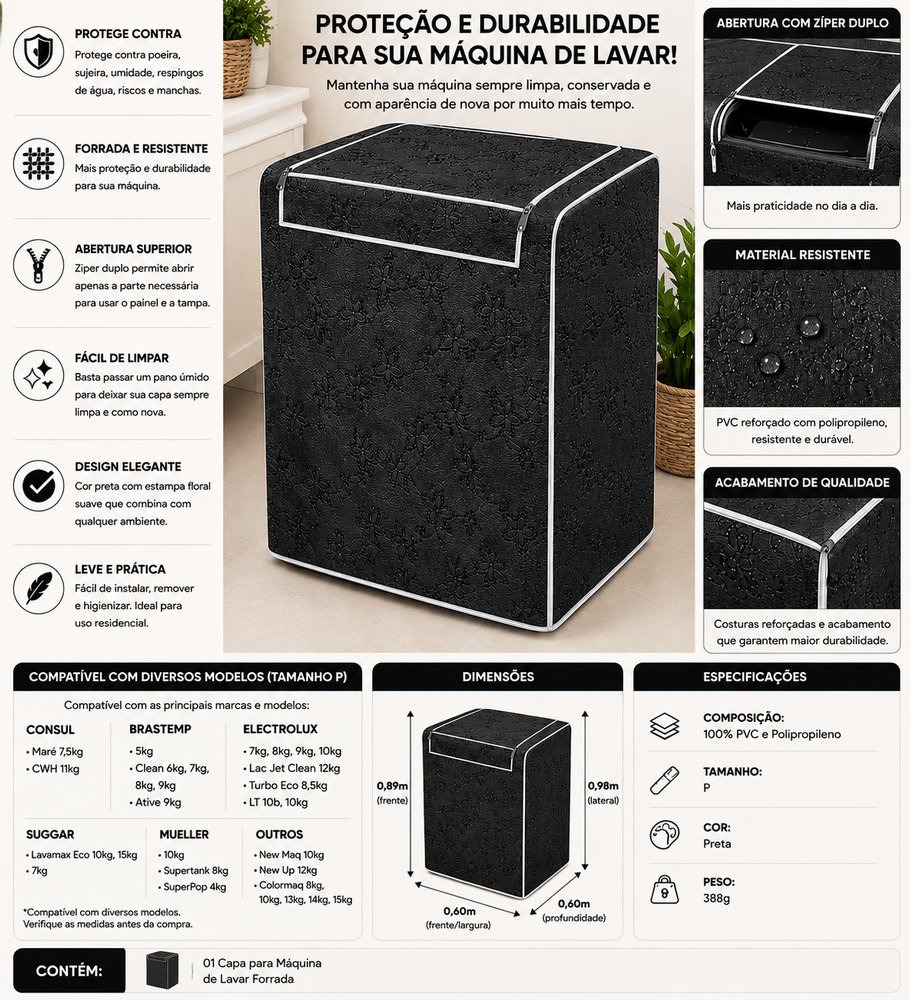 PROTEÇÃO E DURABILIDADE
PARA SUA MÁQUINA DE LAVAR!
Mantenha sua máquina sempre limpa, conservada e
com aparência de nova por muito mais tempo.
PROTEGE CONTRA
Protege contra poeira,
sujeira, umidade, respingos
de água, riscos e manchas.
FORRADA E RESISTENTE
Mais proteção e durabilidade
para sua máquina.
ABERTURA SUPERIOR
Ziper duplo permite abrir
apenas a parte necessária
para usar o painel e a tampa.
FÁCIL DE LIMPAR
Basta passar um pano úmido
para deixar sua capa sempre
limpa e como nova.
DESIGN ELEGANTE
Cor preta com estampa floral
suave que combina com
qualquer ambiente.
LEVE E PRÁTICA
Fácil de instalar, remover
e higienizar. Ideal para
uso residencial.
ABERTURA COM ZÍPER DUPLO
Mais praticidade no dia a dia.
MATERIAL RESISTENTE
PVC reforçado com polipropileno,
resistente e durável.
ACABAMENTO DE QUALIDADE
Costuras reforçadas e acabamento
que garantem maior durabilidade.
COMPATÍVEL COM DIVERSOS MODELOS (TAMANHO P)
Compatível com as principais marcas e modelos:
CONSUL
• Maré 7,5kg
• CWH 11kg
BRASTEMP
• 5kg
• Clean 6kg, 7kg,
8kg, 9kg
• Ative 9kg
ELECTROLUX
• 7kg, 8kg, 9kg, 10kg
• Lac Jet Clean 12kg
• Turbo Eco 8,5kg
• LT 10b, 10kg
SUGGAR
• Lavamax Eco 10kg, 15kg
• 7kg
MUELLER
• 10kg
• Supertank 8kg
• SuperPop 4kg
OUTROS
• New Maq 10kg
• New Up 12kg
• Colormaq 8kg,
10kg, 13kg, 14kg, 15kg
*Compatível com diversos modelos.
Verifique as medidas antes da compra.
DIMENSÕES
0,89m
(frente)
0,98m
(lateral)
0,60m
(frente/largura)
0,60m
(profundidade)
ESPECIFICAÇÕES
COMPOSIÇÃO:
100% PVC e Polipropileno
TAMANHO:
P
COR:
Preta
PESO:
388g
CONTÉM:
01 Capa para Máquina
de Lavar Forrada